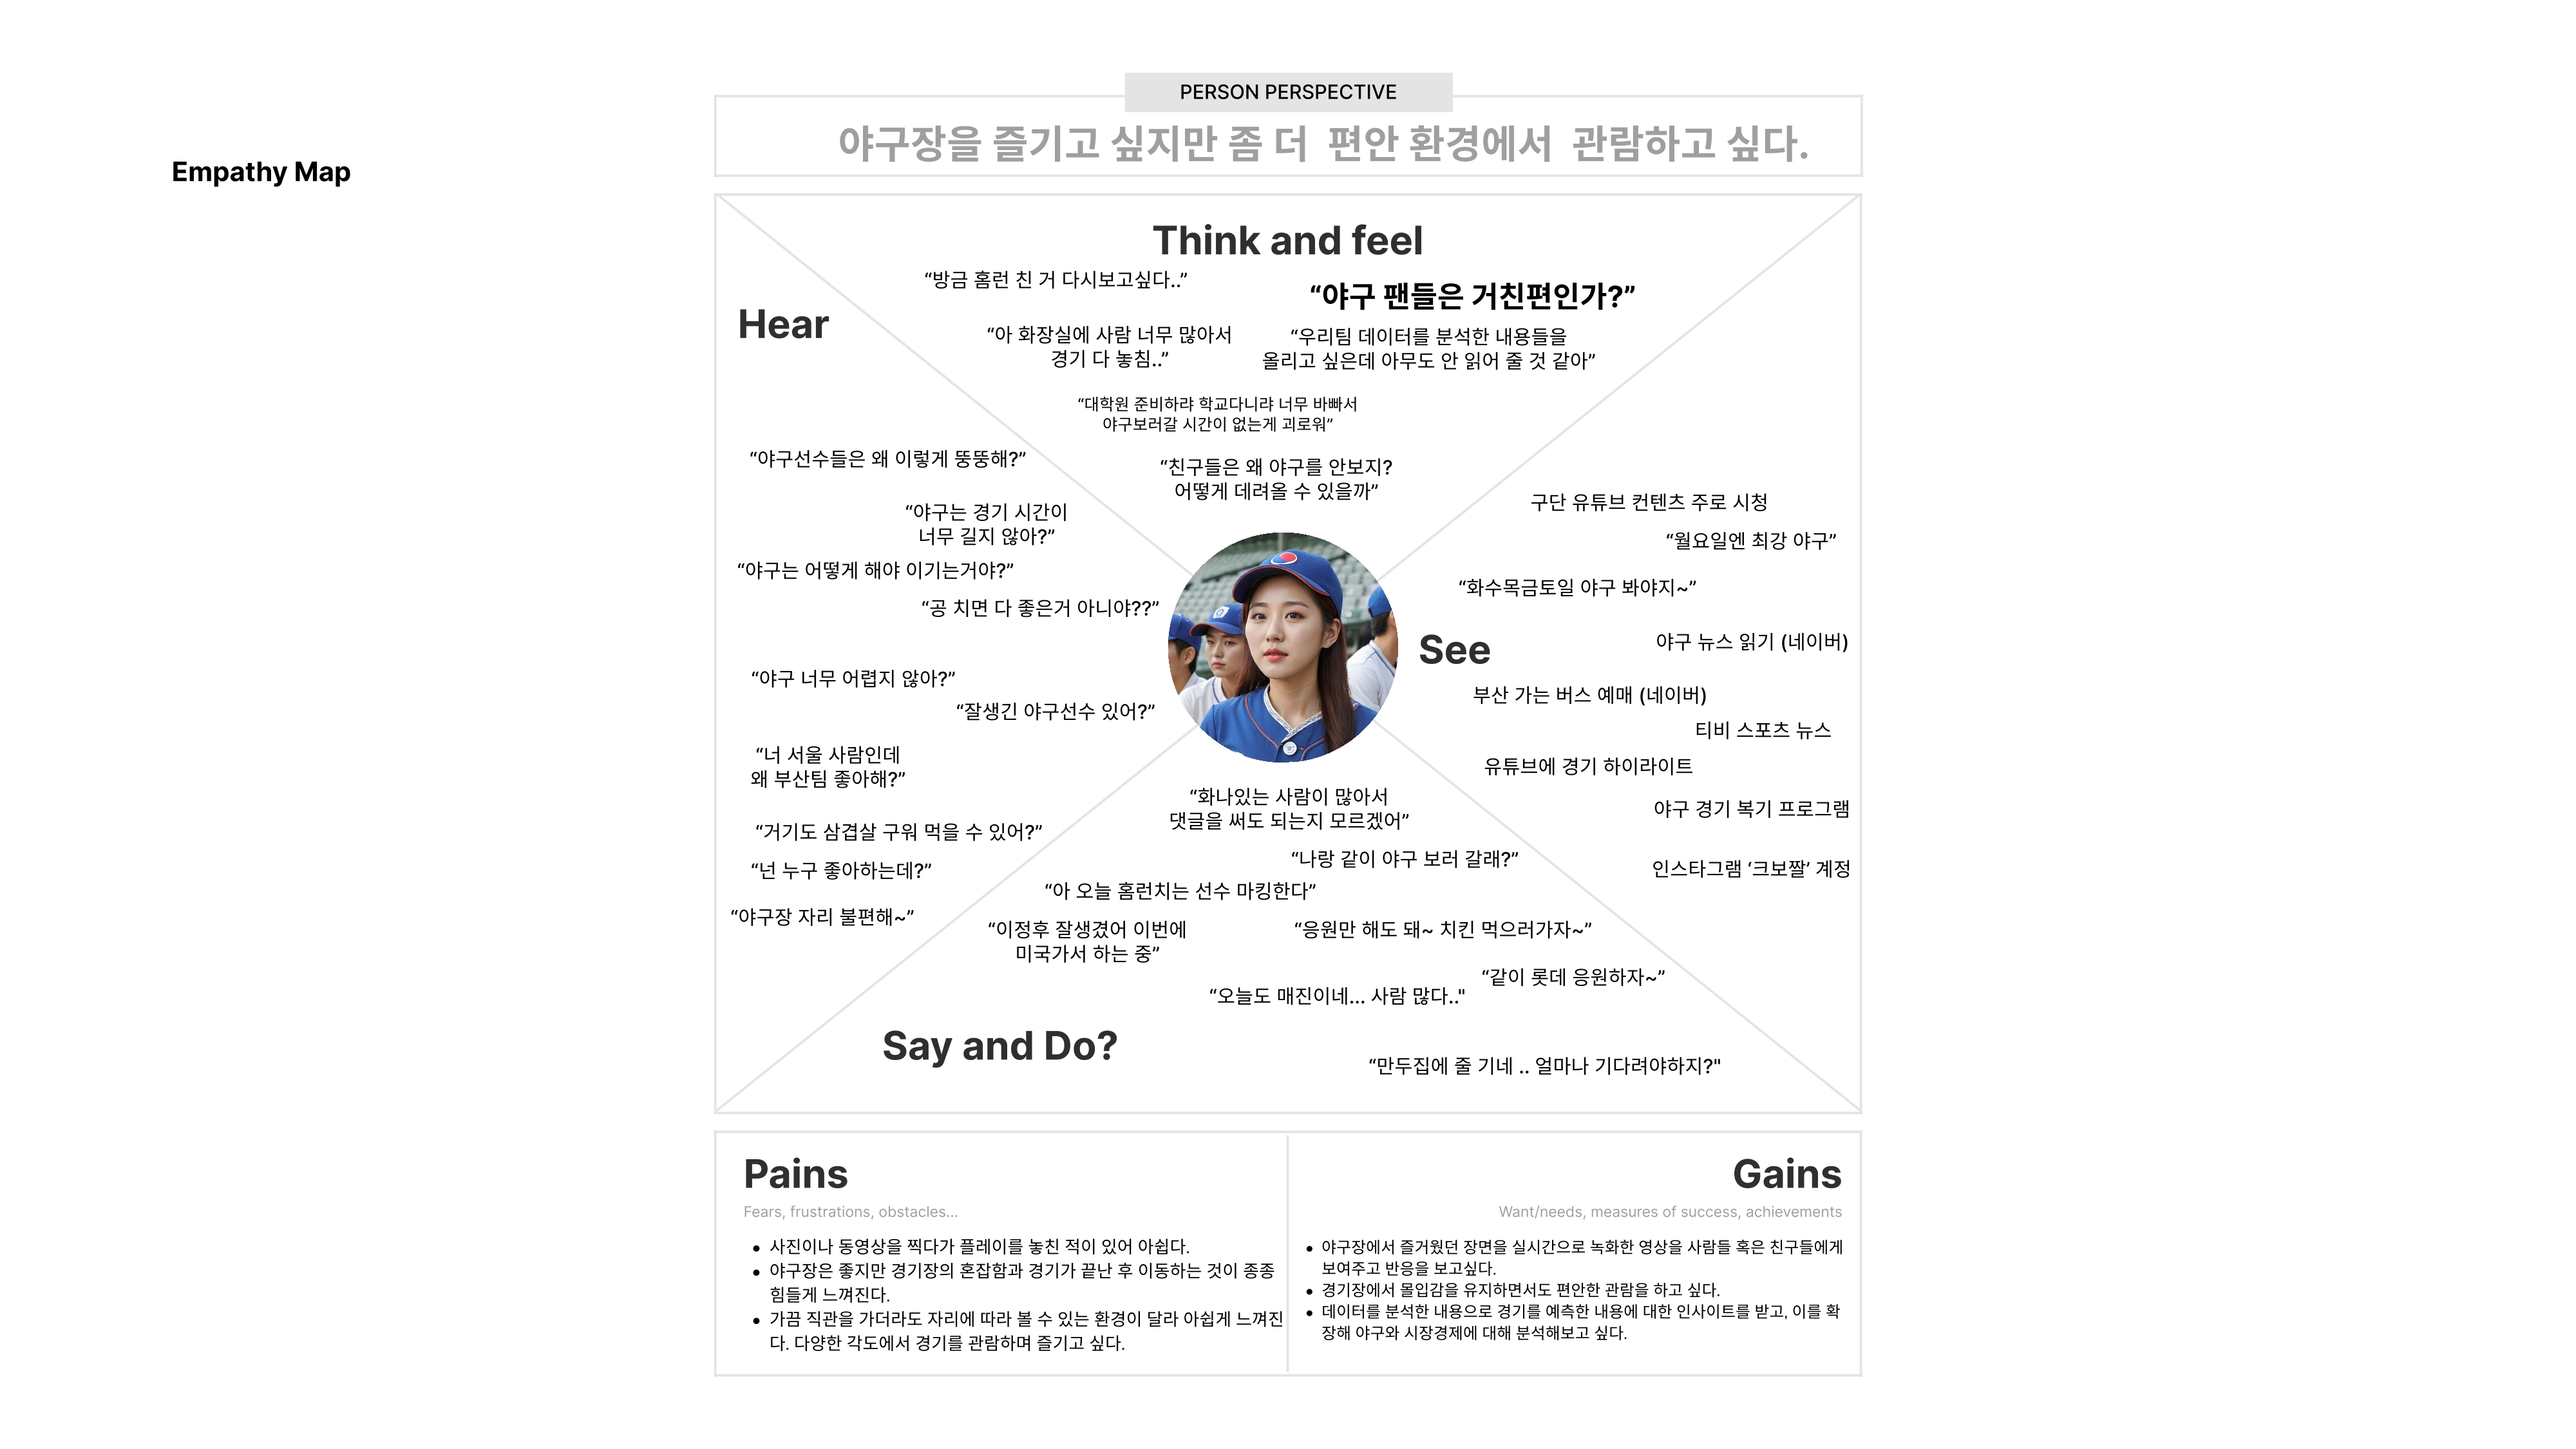 Empathy Map
PERSON PERSPECTIVE
야구장을 즐기고 싶지만 좀 더 편안 환경에서 관람하고 싶다.
Think and feel
“방금 홈런 친 거 다시보고싶다..”
“야구 팬들은 거친편인가?”
“아 화장실에 사람 너무 많아서
경기 다 놓침..”
“우리팀 데이터를 분석한 내용들을
올리고 싶은데 아무도 안 읽어 줄 것 같아”
“대학원 준비하랴 학교다니랴 너무 바빠서
야구보러갈 시간이 없는게 괴로워”
“친구들은 왜 야구를 안보지?
어떻게 데려올 수 있을까”
Hear
“야구선수들은 왜 이렇게 뚱뚱해?”
“야구는 경기 시간이
너무 길지 않아?”
“야구는 어떻게 해야 이기는거야?”
“공 치면 다 좋은거 아니야??”
“야구 너무 어렵지 않아?”
“잘생긴 야구선수 있어?”
“너 서울 사람인데
왜 부산팀 좋아해?”
“거기도 삼겹살 구워 먹을 수 있어?”
“넌 누구 좋아하는데?”
“야구장 자리 불편해~”
See
구단 유튜브 컨텐츠 주로 시청
“월요일엔 최강 야구”
“화수목금토일 야구 봐야지~”
야구 뉴스 읽기 (네이버)
부산 가는 버스 예매 (네이버)
티비 스포츠 뉴스
유튜브에 경기 하이라이트
야구 경기 복기 프로그램
인스타그램 ‘크보짤’ 계정
“화나있는 사람이 많아서
댓글을 써도 되는지 모르겠어”
“나랑 같이 야구 보러 갈래?”
“아 오늘 홈런치는 선수 마킹한다”
“이정후 잘생겼어 이번에
미국가서 하는 중”
“응원만 해도 돼~ 치킨 먹으러가자~”
“같이 롯데 응원하자~”
“오늘도 매진이네... 사람 많다.."
Say and Do?
“만두집에 줄 기네 .. 얼마나 기다려야하지?"
Pains
Fears, frustrations, obstacles...
• 사진이나 동영상을 찍다가 플레이를 놓친 적이 있어 아쉽다.
• 야구장은 좋지만 경기장의 혼잡함과 경기가 끝난 후 이동하는 것이 종종
힘들게 느껴진다.
• 가끔 직관을 가더라도 자리에 따라 볼 수 있는 환경이 달라 아쉽게 느껴진
다. 다양한 각도에서 경기를 관람하며 즐기고 싶다.
Gains
Want/needs, measures of success, achievements
• 야구장에서 즐거웠던 장면을 실시간으로 녹화한 영상을 사람들 혹은 친구들에게
보여주고 반응을 보고싶다.
• 경기장에서 몰입감을 유지하면서도 편안한 관람을 하고 싶다.
• 데이터를 분석한 내용으로 경기를 예측한 내용에 대한 인사이트를 받고, 이를 확
장해 야구와 시장경제에 대해 분석해보고 싶다.